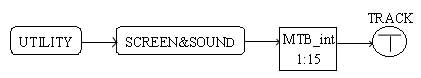 TRACK
UTILITY
SCREEN&SOUND
MTB_int
1:15
T